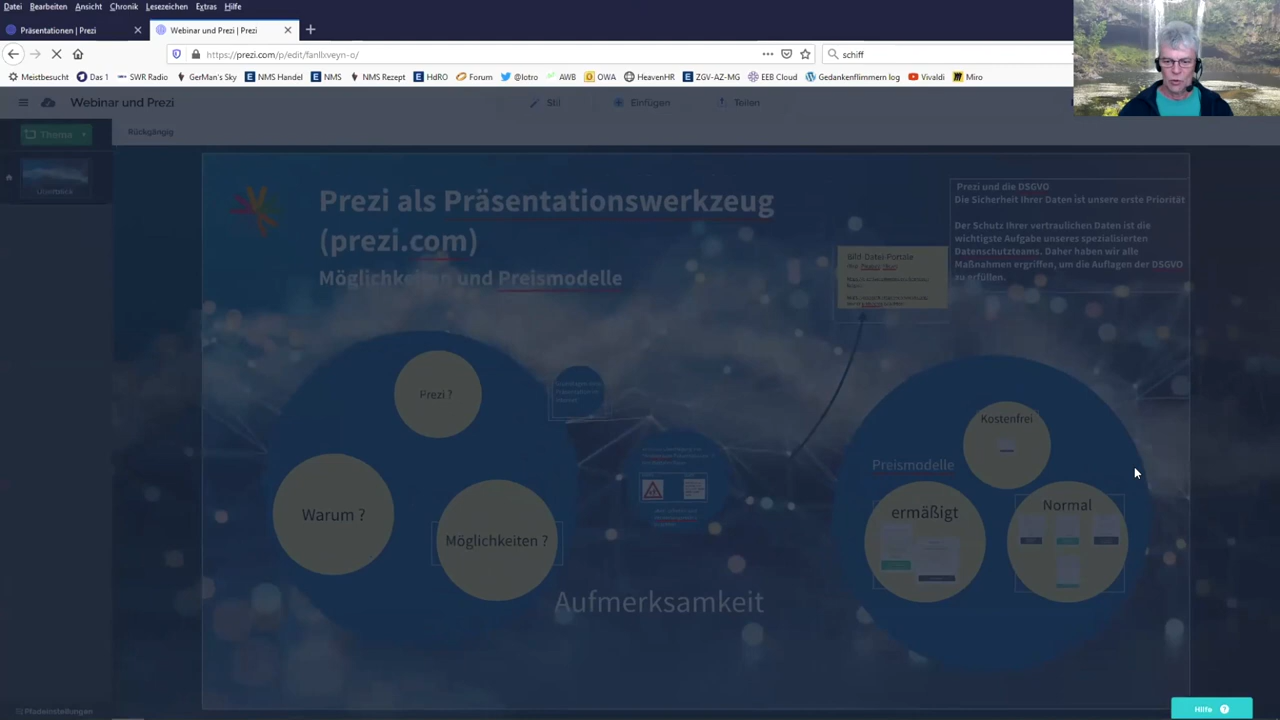 Datei Bearbeiten Ansicht Chronik Lesezeichen Extras Hilfe
Präsentationen | Prezi
Webinar und Prezi | Prezi
https://prezi.com/p/edit/fanllxveyn-o/
schiff
Meistbesucht Das 1 SWR Radio GerMan's Sky NMS Handel NMS NMS Rezept HdRO Forum @lotro AWB OWA HeavenHR ZGV-AZ-MG EEB Cloud Gedankenflimmern log Vivaldi Miro
Webinar und Prezi
Stil
Einfügen
Teilen
Thema
Rückgängig
Prezi als Präsentationswerkzeug
(prezi.com)
Möglichkeiten und Preismodelle
Prezi und die DSGVO
Die Sicherheit Ihrer Daten ist unsere erste Priorität
Der Schutz Ihrer vertraulichen Daten ist die
wichtigste Aufgabe unseres spezialisierten
Datenschutzteams. Daher haben wir alle
Maßnahmen ergriffen, um die Auflagen der DSGVO
zu erfüllen.
Bild Datei Portale
Prezi ?
Warum ?
Möglichkeiten ?
Kostenfrei
Preismodelle
ermäßigt
Normal
Aufmerksamkeit
Pfadeinstellungen
Hilfe ?